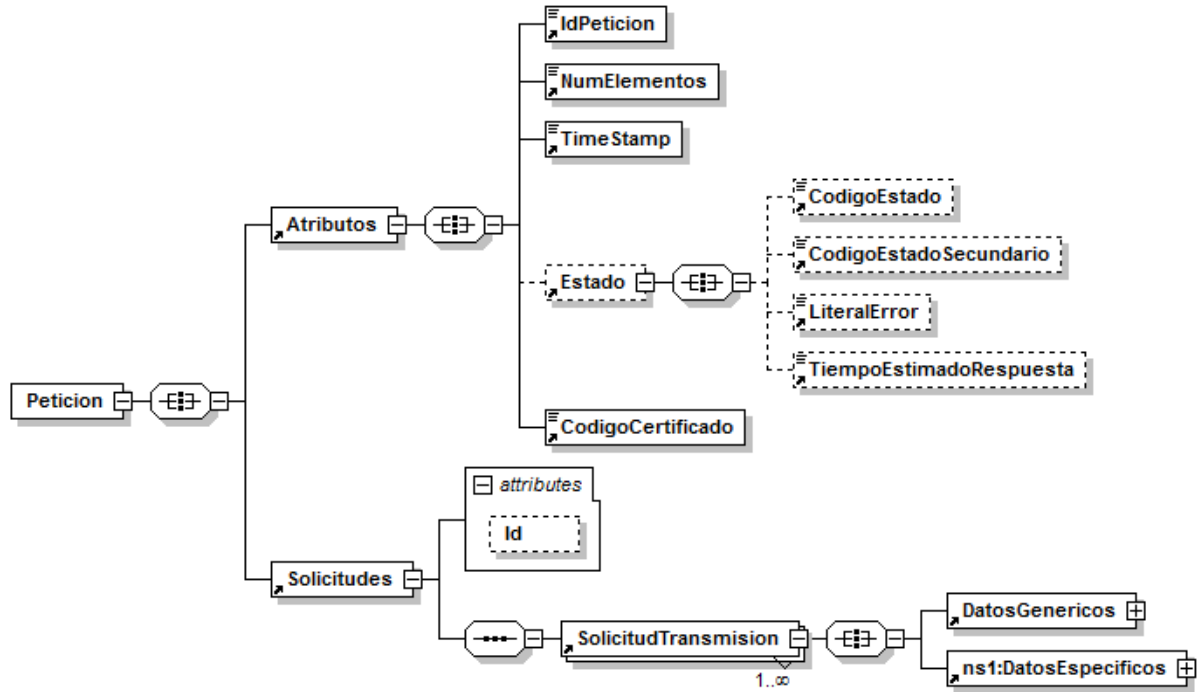 IdPeticion
NumElementos
TimeStamp
CodigoEstado
Atributos
CodigoEstadoSecundario
Estado
LiteralError
TiempoEstimadoRespuesta
Peticion
CodigoCertificado
attributes
Id
Solicitudes
DatosGenericos
SolicitudTransmision
ns1:DatosEspecificos
1..∞